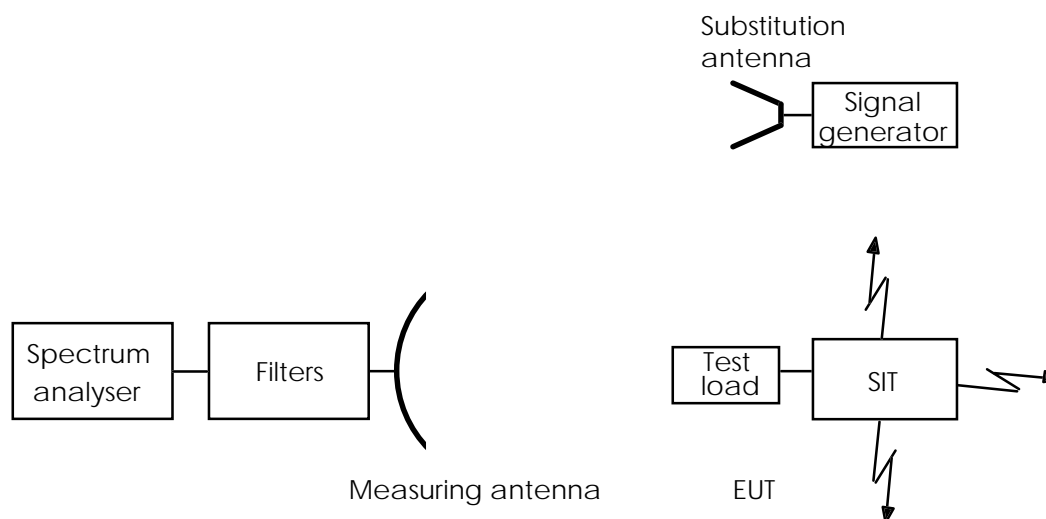 Substitution
antenna
Signal
generator
Spectrum
analyser
Filters
Test
load
SIT
Measuring antenna
EUT